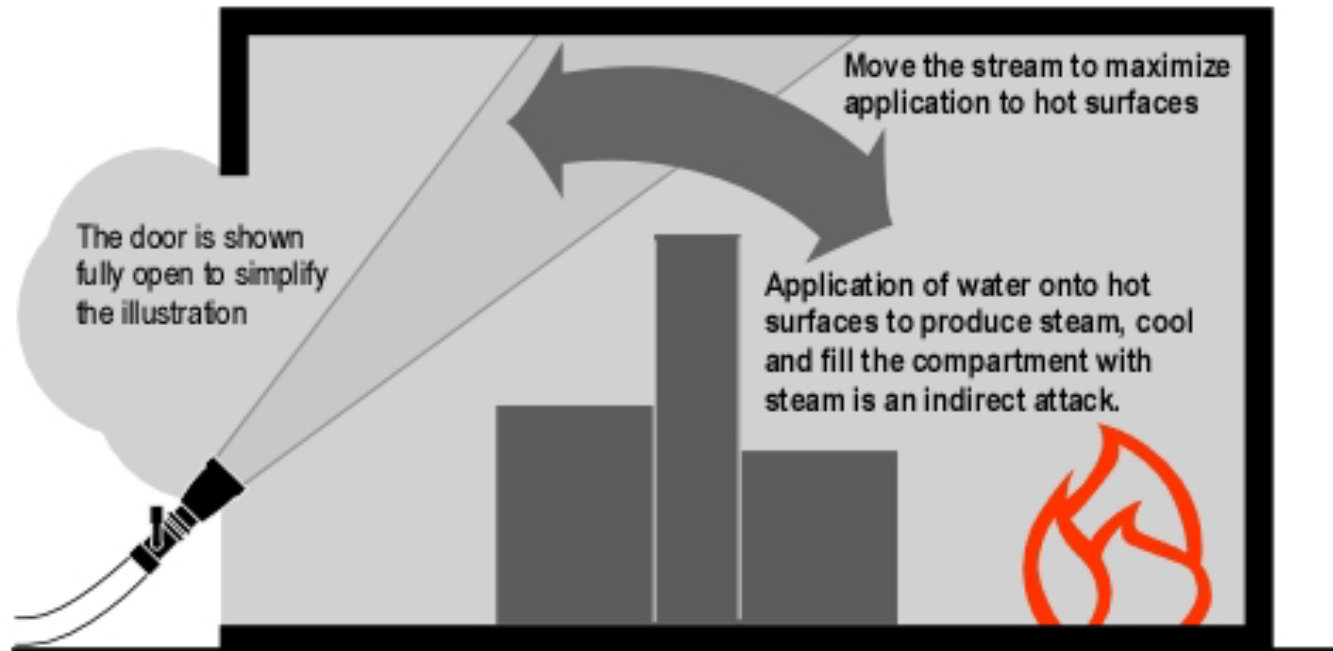 Move the stream to maximize
application to hot surfaces
The door is shown
fully open to simplify
the illustration
Application of water onto hot
surfaces to produce steam, cool
and fill the compartment with
steam is an indirect attack.